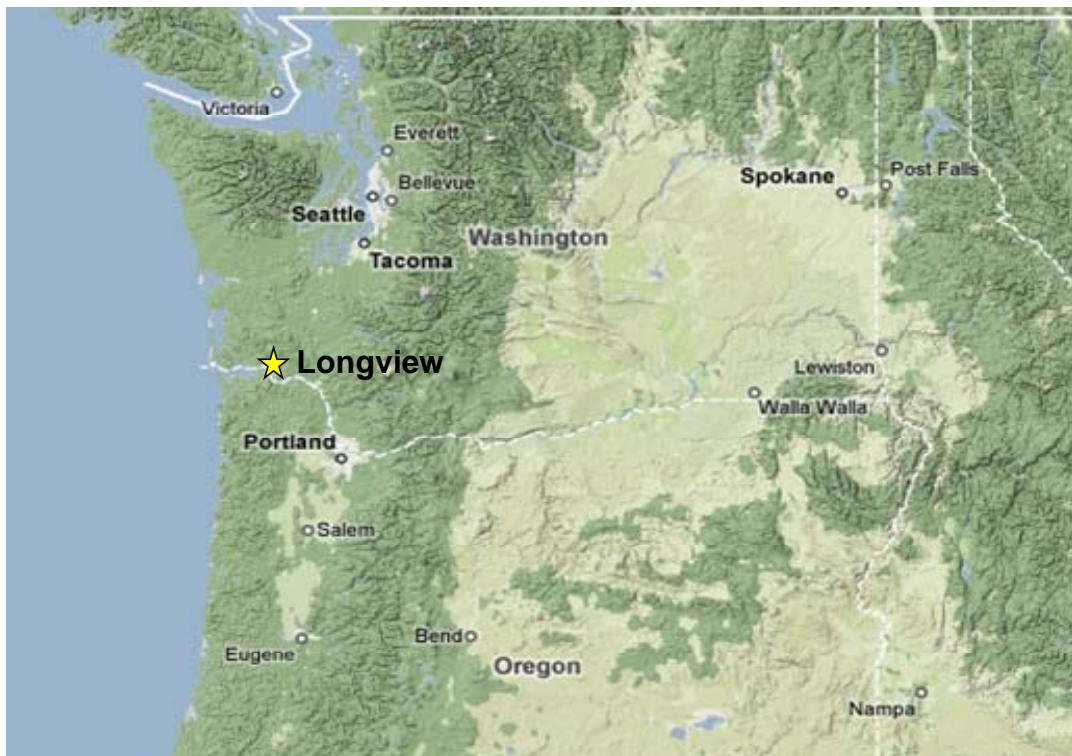 Victoria
Everett
Bellevue
Seattle
Tacoma
Washington
Spokane
Post Falls
Longview
Lewiston
Walla Walla
Portland
Salem
Eugene
Bend
Oregon
Nampa